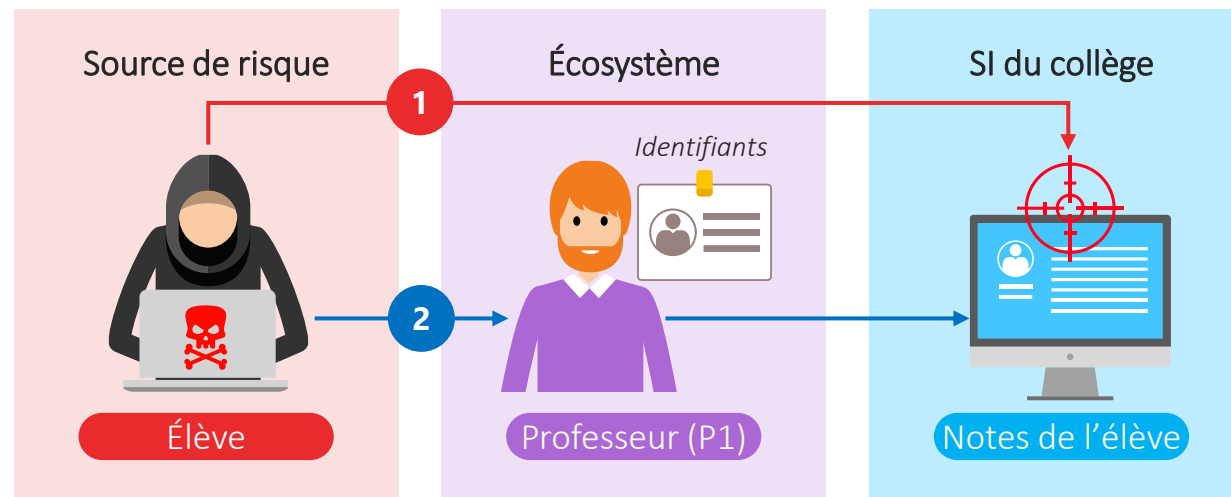 Source de risque
Écosystème
SI du collège
1
Identifiants
2
Élève
Professeur (P1)
Notes de l’élève